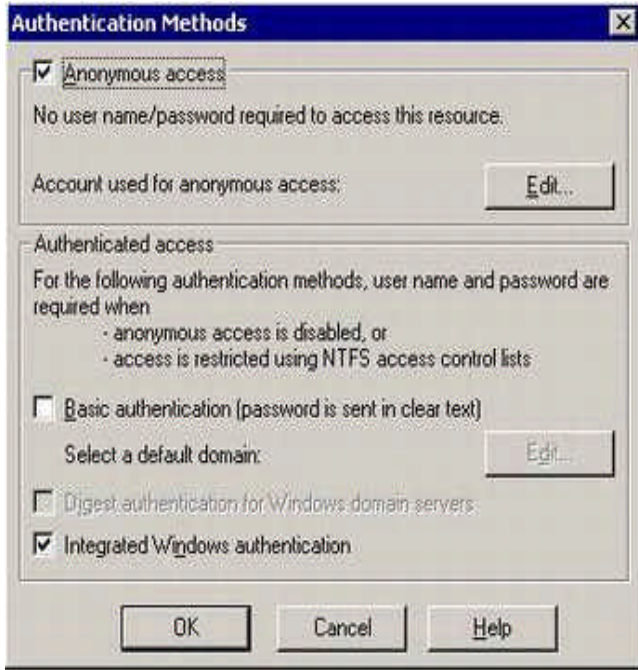 Authentication Methods
Anonymous access
No user name/password required to access this resource.
Account used for anonymous access:
Edit...
Authenticated access
For the following authentication methods, user name and password are
required when
- anonymous access is disabled, or
- access is restricted using NTFS access control lists
Basic authentication (password is sent in clear text)
Select a default domain:
Edit...
Digest authentication for Windows domain servers
Integrated Windows authentication
OK
Cancel
Help